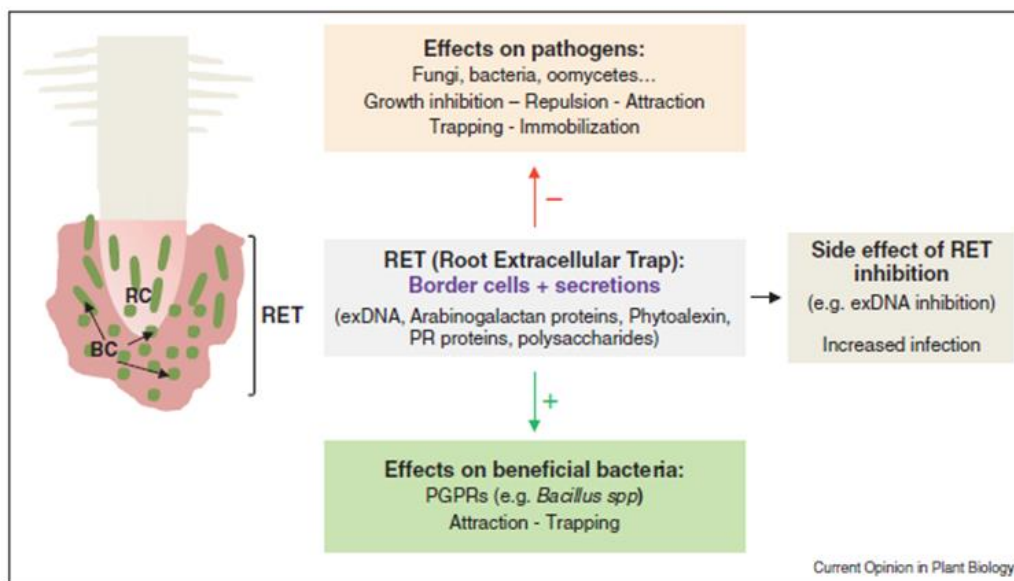 Effects on pathogens:
Fungi, bacteria, oomycetes...
Growth inhibition – Repulsion - Attraction
Trapping - Immobilization
–
RC
BC
RET
RET (Root Extracellular Trap):
Border cells + secretions
(exDNA, Arabinogalactan proteins, Phytoalexin,
PR proteins, polysaccharides)
Side effect of RET
inhibition
(e.g. exDNA inhibition)
Increased infection
+
Effects on beneficial bacteria:
PGPRs (e.g. Bacillus spp)
Attraction - Trapping
Current Opinion in Plant Biology